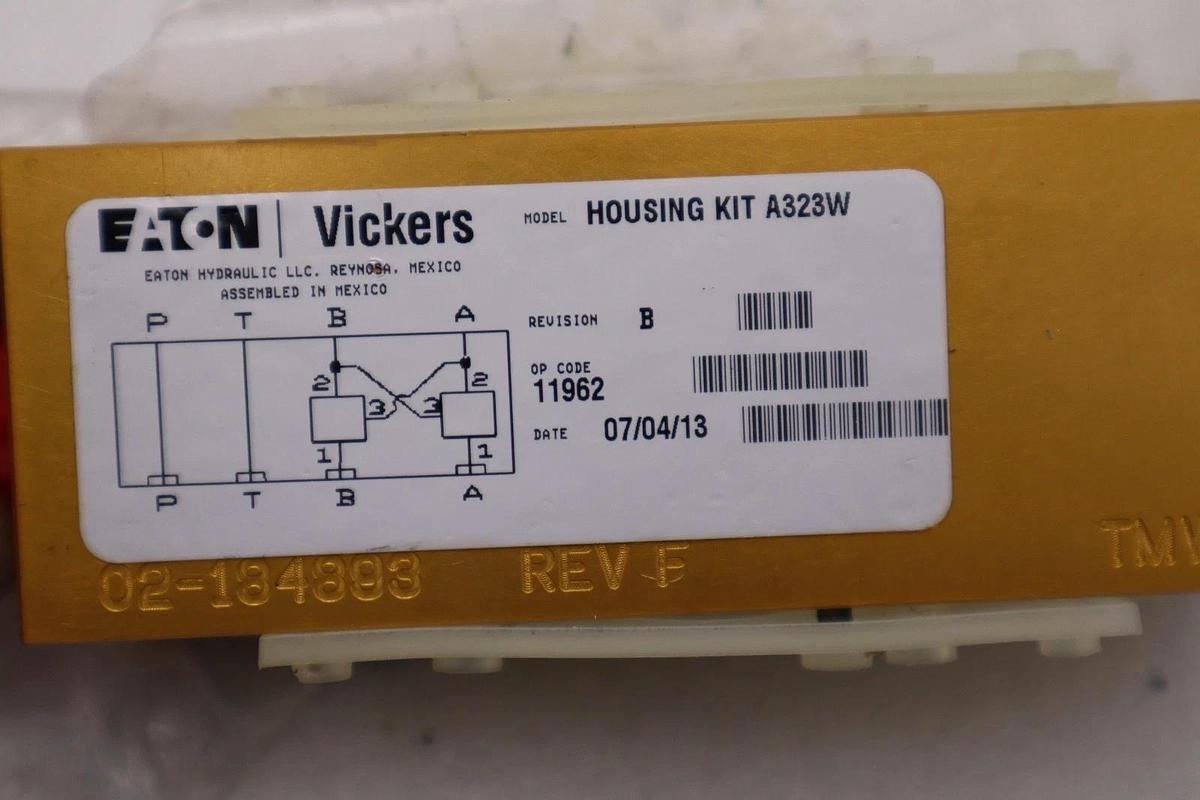 EATON | Vickers
MODEL HOUSING KIT A323W
EATON HYDRAULIC LLC. REYNOSA, MEXICO
ASSEMBLED IN MEXICO
P T B A
REVISION B
OP CODE
11962
2 2
3 3
DATE 07/04/13
1 1
P T B A
02-184893 REV F